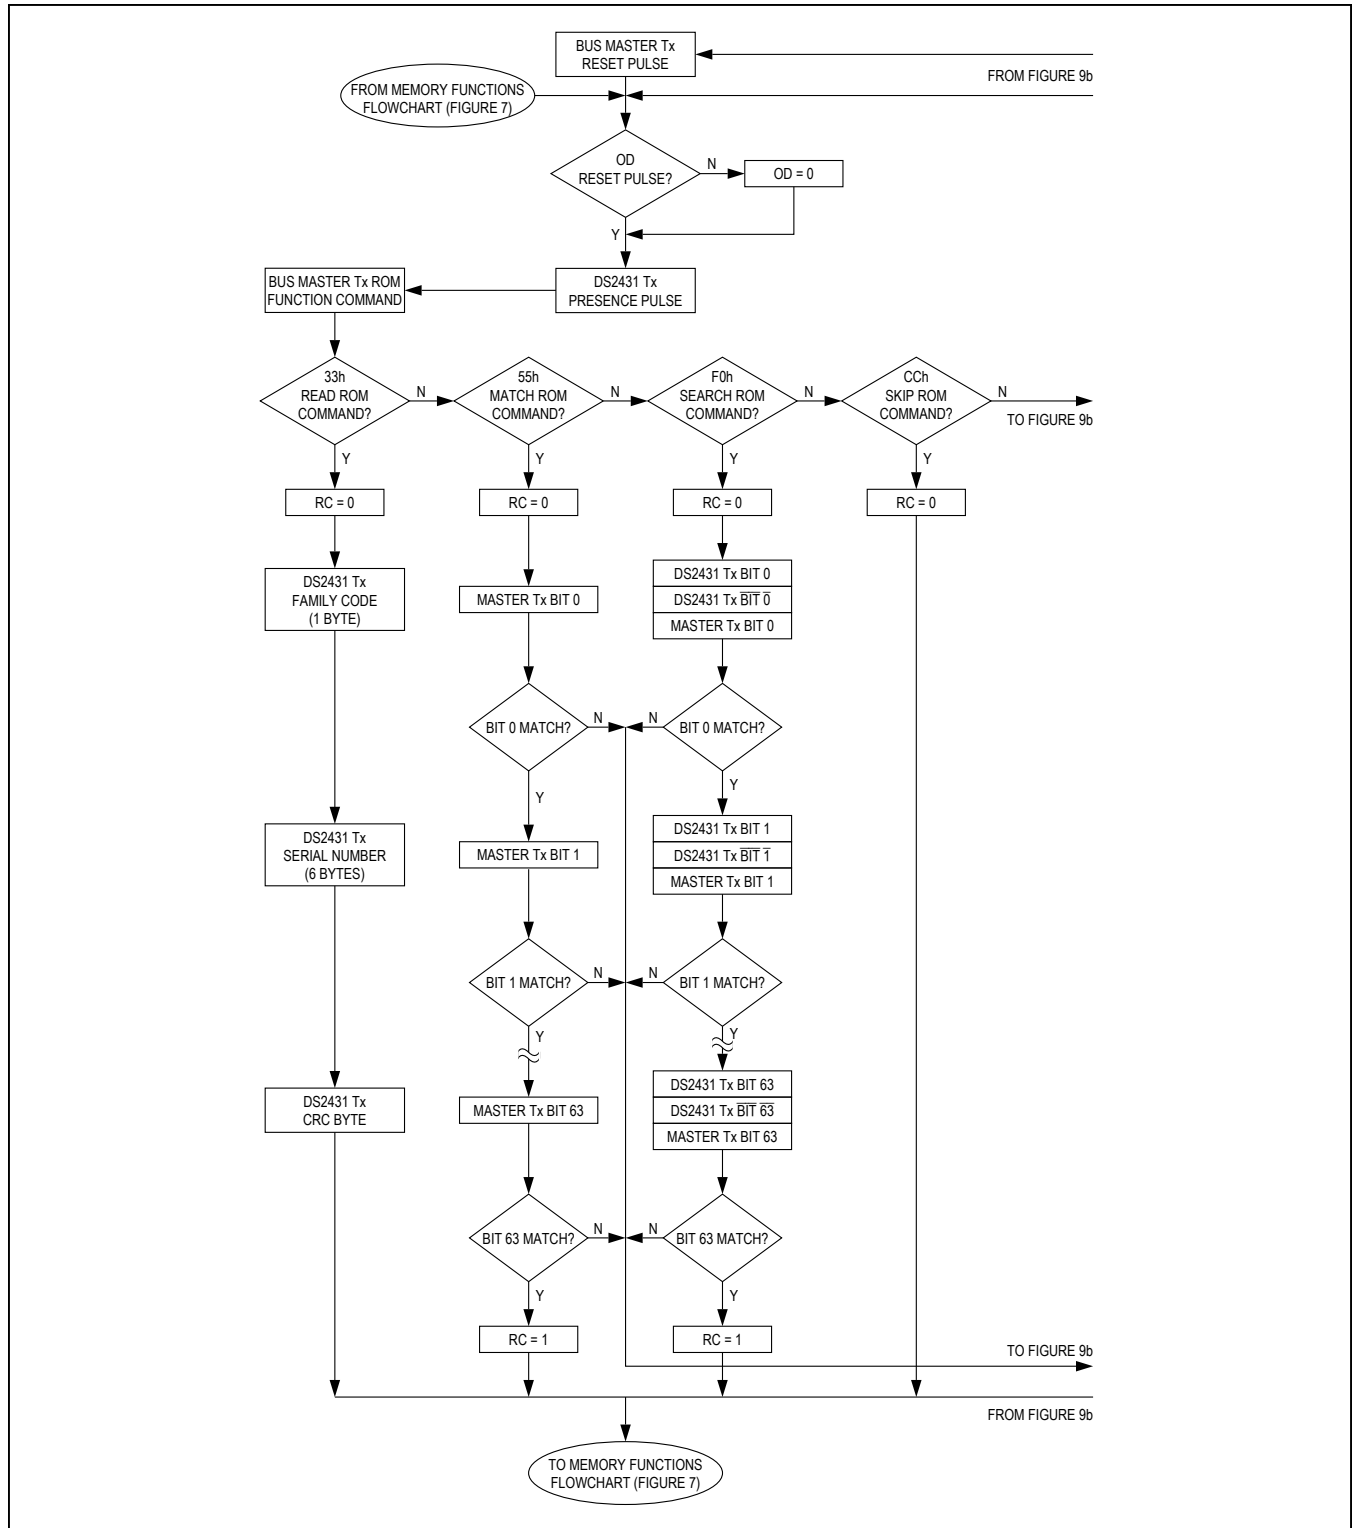 BUS MASTER Tx
RESET PULSE
FROM FIGURE 9b
FROM MEMORY FUNCTIONS
FLOWCHART (FIGURE 7)
OD
RESET PULSE?
N
OD = 0
Y
BUS MASTER Tx ROM
FUNCTION COMMAND
DS2431 Tx
PRESENCE PULSE
33h
READ ROM
COMMAND?
N
55h
MATCH ROM
COMMAND?
N
F0h
SEARCH ROM
COMMAND?
N
CCh
SKIP ROM
COMMAND?
N
TO FIGURE 9b
Y
Y
Y
Y
RC = 0
RC = 0
RC = 0
RC = 0
DS2431 Tx
FAMILY CODE
(1 BYTE)
MASTER Tx BIT 0
DS2431 Tx BIT 0
DS2431 Tx B̅I̅T̅ 0̅
MASTER Tx BIT 0
BIT 0 MATCH?
N
N
BIT 0 MATCH?
Y
Y
DS2431 Tx
SERIAL NUMBER
(6 BYTES)
MASTER Tx BIT 1
DS2431 Tx BIT 1
DS2431 Tx B̅I̅T̅ 1̅
MASTER Tx BIT 1
BIT 1 MATCH?
N
N
BIT 1 MATCH?
Y
Y
DS2431 Tx
CRC BYTE
MASTER Tx BIT 63
DS2431 Tx BIT 63
DS2431 Tx B̅I̅T̅ 6̅3̅
MASTER Tx BIT 63
BIT 63 MATCH?
N
N
BIT 63 MATCH?
Y
Y
RC = 1
RC = 1
TO FIGURE 9b
FROM FIGURE 9b
TO MEMORY FUNCTIONS
FLOWCHART (FIGURE 7)